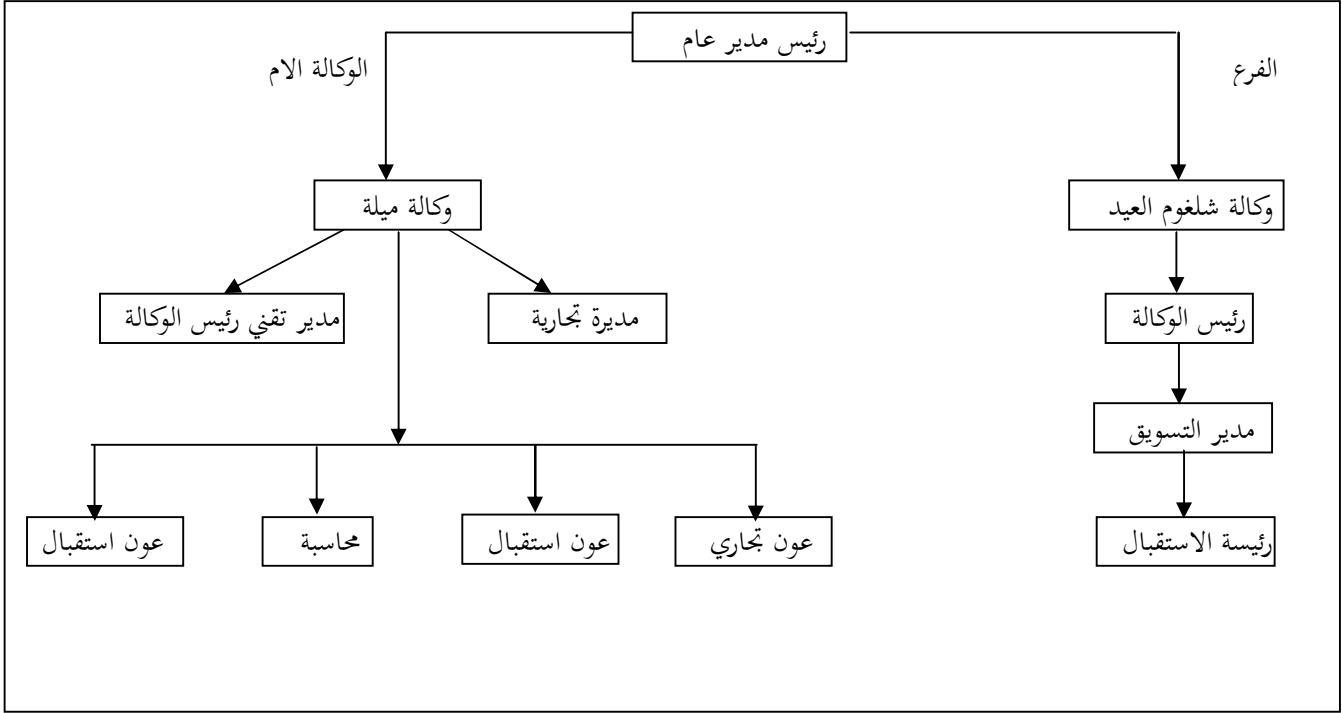 رئيس مدير عام
الفرع
الوكالة الام
وكالة شلغوم العيد
وكالة ميلة
رئيس الوكالة
مديرة تجارية
مدير تقني رئيس الوكالة
مدير التسويق
رئيسة الاستقبال
عون تجاري
عون استقبال
محاسبة
عون استقبال